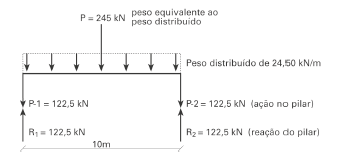 P = 245 kN
peso equivalente ao
peso distribuído
Peso distribuído de 24,50 kN/m
P-1 = 122,5 kN
P-2 = 122,5 kN (ação no pilar)
R1 = 122,5 kN
R2 = 122,5 kN (reação do pilar)
10m